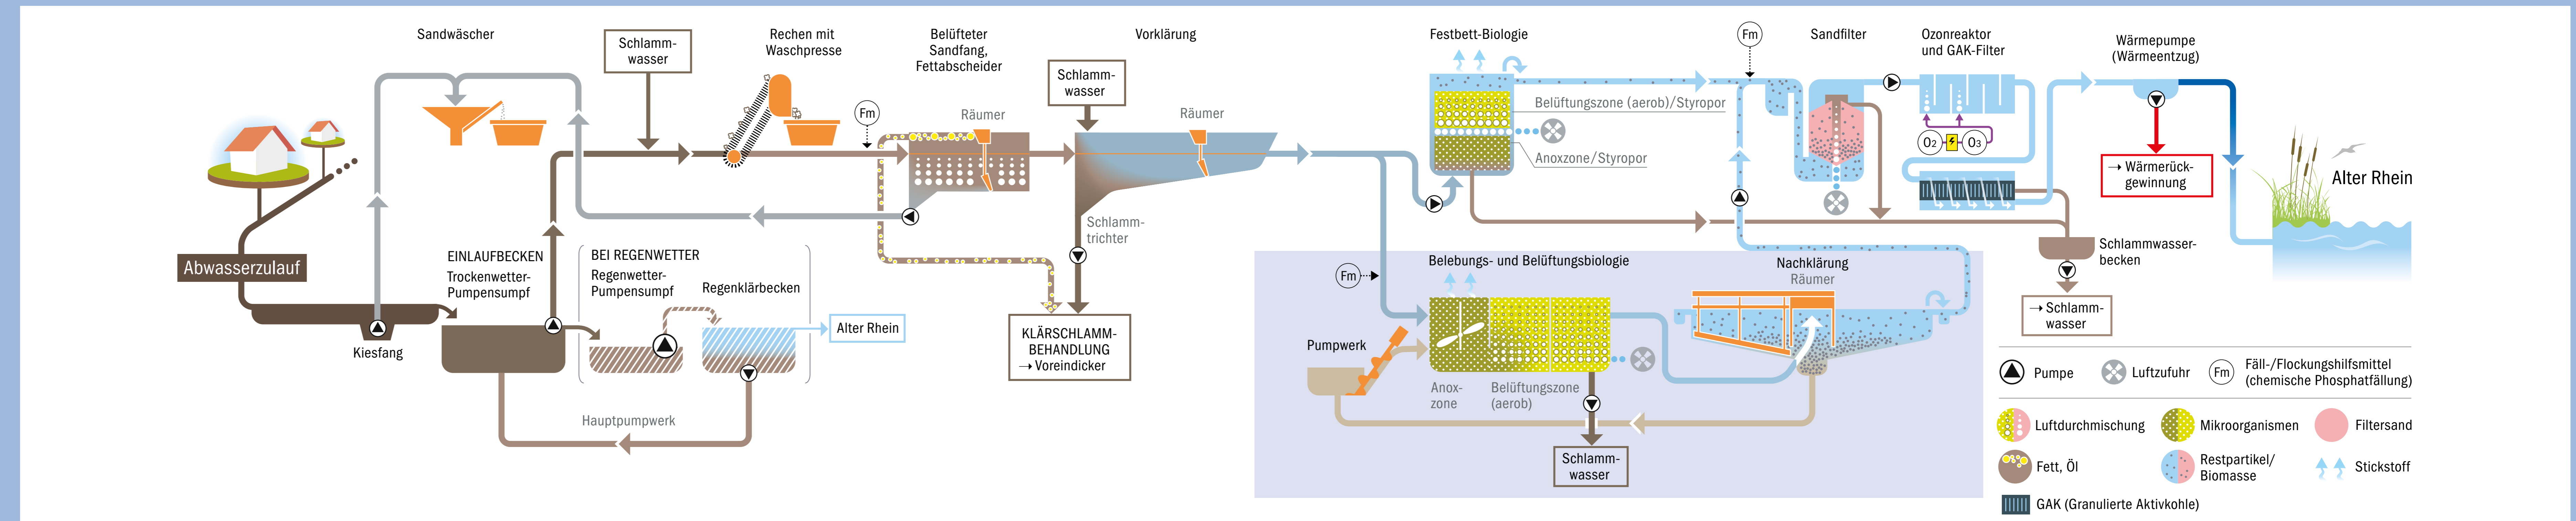 Sandwäscher
Schlamm-
wasser
Rechen mit
Waschpresse
Fm
Belüfteter
Sandfang,
Fettabscheider
Räumer
Schlamm-
wasser
Vorklärung
Räumer
Schlamm-
trichter
Abwasserzulauf
Kiesfang
EINLAUFBECKEN
Trockenwetter-
Pumpensumpf
BEI REGENWETTER
Regenwetter-
Pumpensumpf
Regenklärbecken
Alter Rhein
Hauptpumpwerk
KLÄRSCHLAMM-
BEHANDLUNG
→ Voreindicker
Festbett-Biologie
Belüftungszone (aerob)/Styropor
Anoxzone/Styropor
Fm
Sandfilter
Ozonreaktor
und GAK-Filter
O2
O3
Wärmepumpe
(Wärmeentzug)
→ Wärmerück-
gewinnung
Alter Rhein
Schlammwasser-
becken
→ Schlamm-
wasser
Fm
Belebungs- und Belüftungsbiologie
Pumpwerk
Anox-
zone
Belüftungszone
(aerob)
Schlamm-
wasser
Nachklärung
Räumer
Pumpe
Luftzufuhr
Fm
Fäll-/Flockungshilfsmittel
(chemische Phosphatfällung)
Luftdurchmischung
Mikroorganismen
Filtersand
Fett, Öl
Restpartikel/
Biomasse
Stickstoff
GAK (Granulierte Aktivkohle)